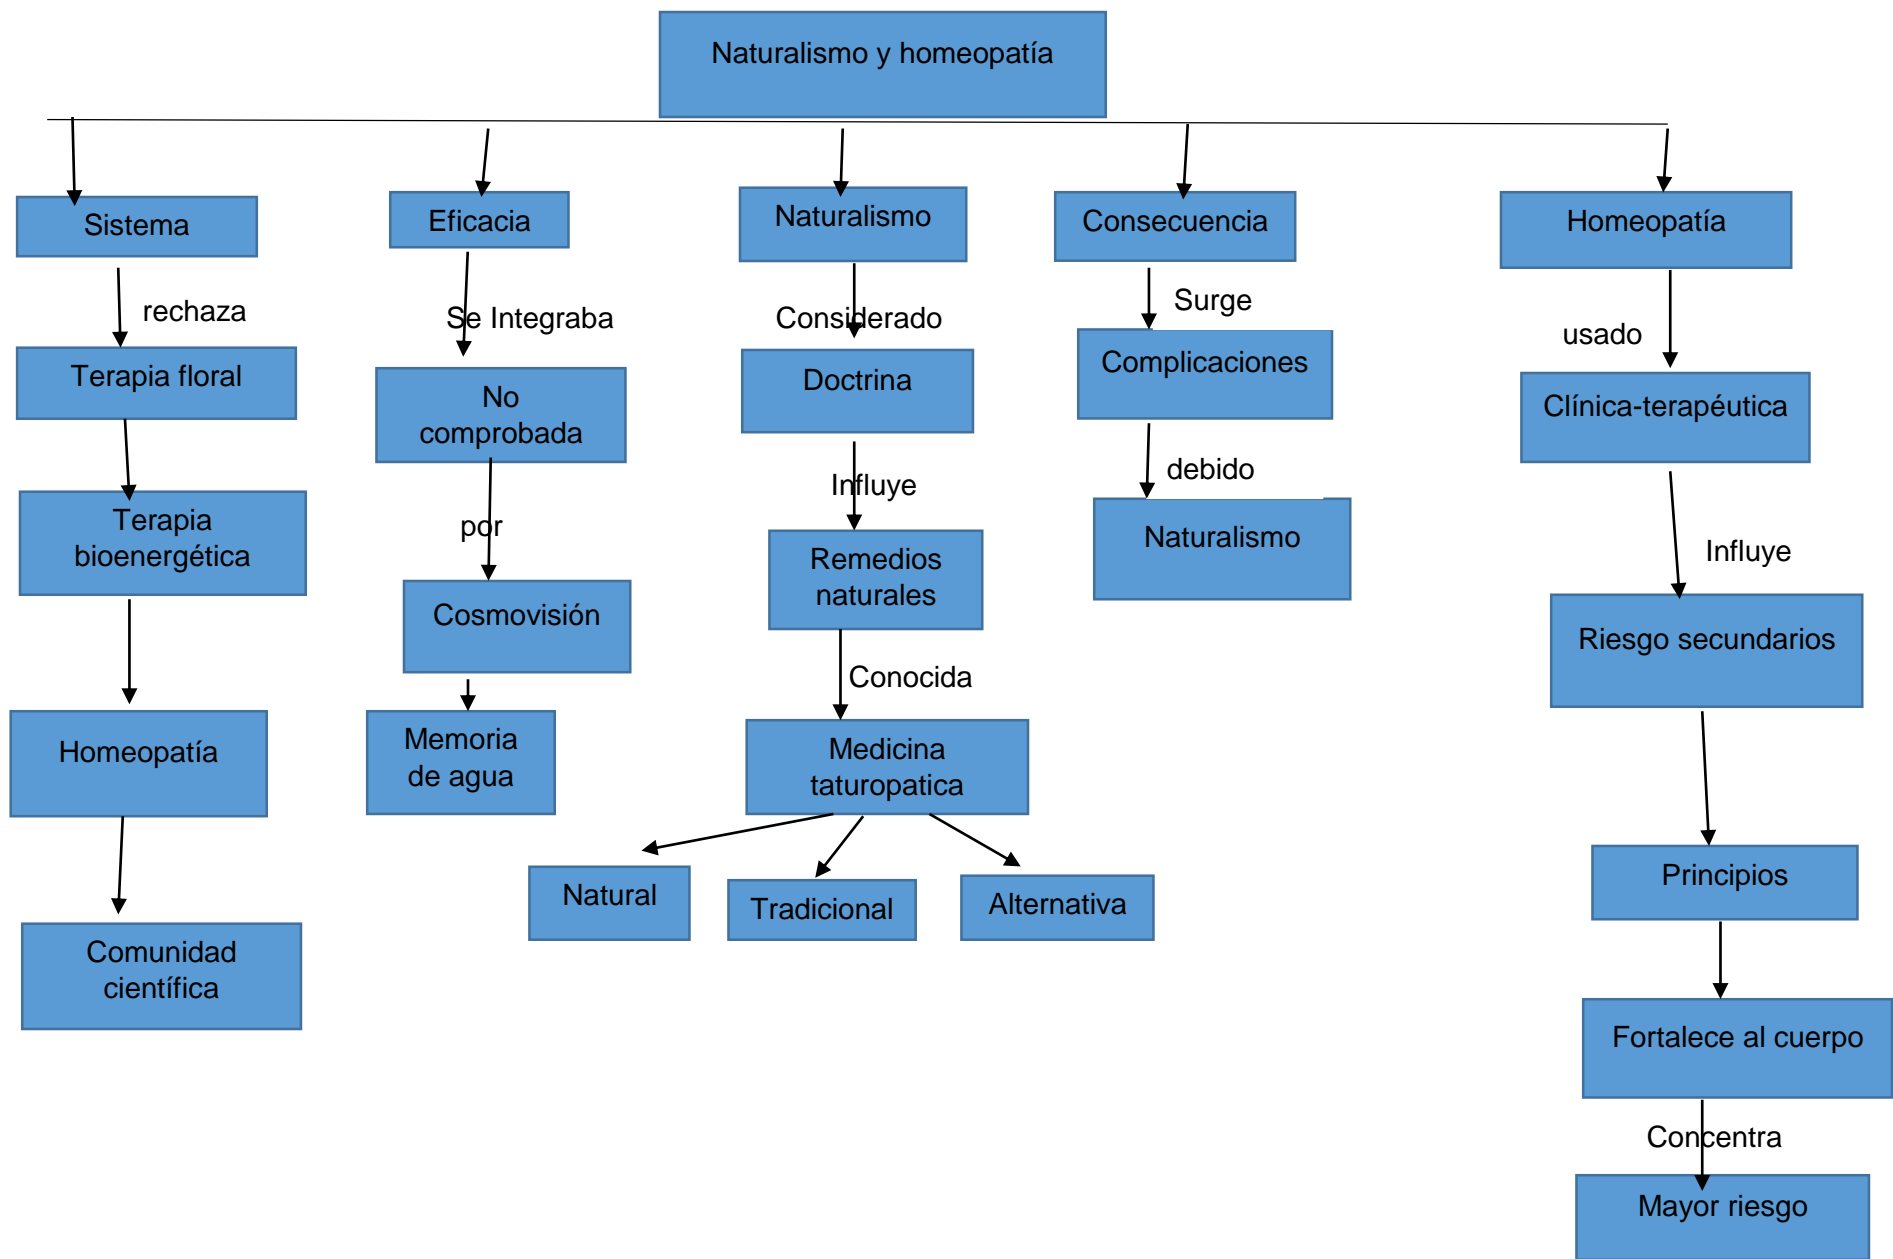 Naturalismo y homeopatía
Sistema
rechaza
Terapia floral
Terapia
bioenergética
Homeopatía
Comunidad
científica
Eficacia
Se Integraba
No
comprobada
por
Cosmovisión
Memoria
de agua
Naturalismo
Considerado
Doctrina
Influye
Remedios
naturales
Conocida
Medicina
taturopatica
Natural
Tradicional
Alternativa
Consecuencia
Surge
Complicaciones
debido
Naturalismo
Homeopatía
usado
Clínica-terapéutica
Influye
Riesgo secundarios
Principios
Fortalece al cuerpo
Concentra
Mayor riesgo